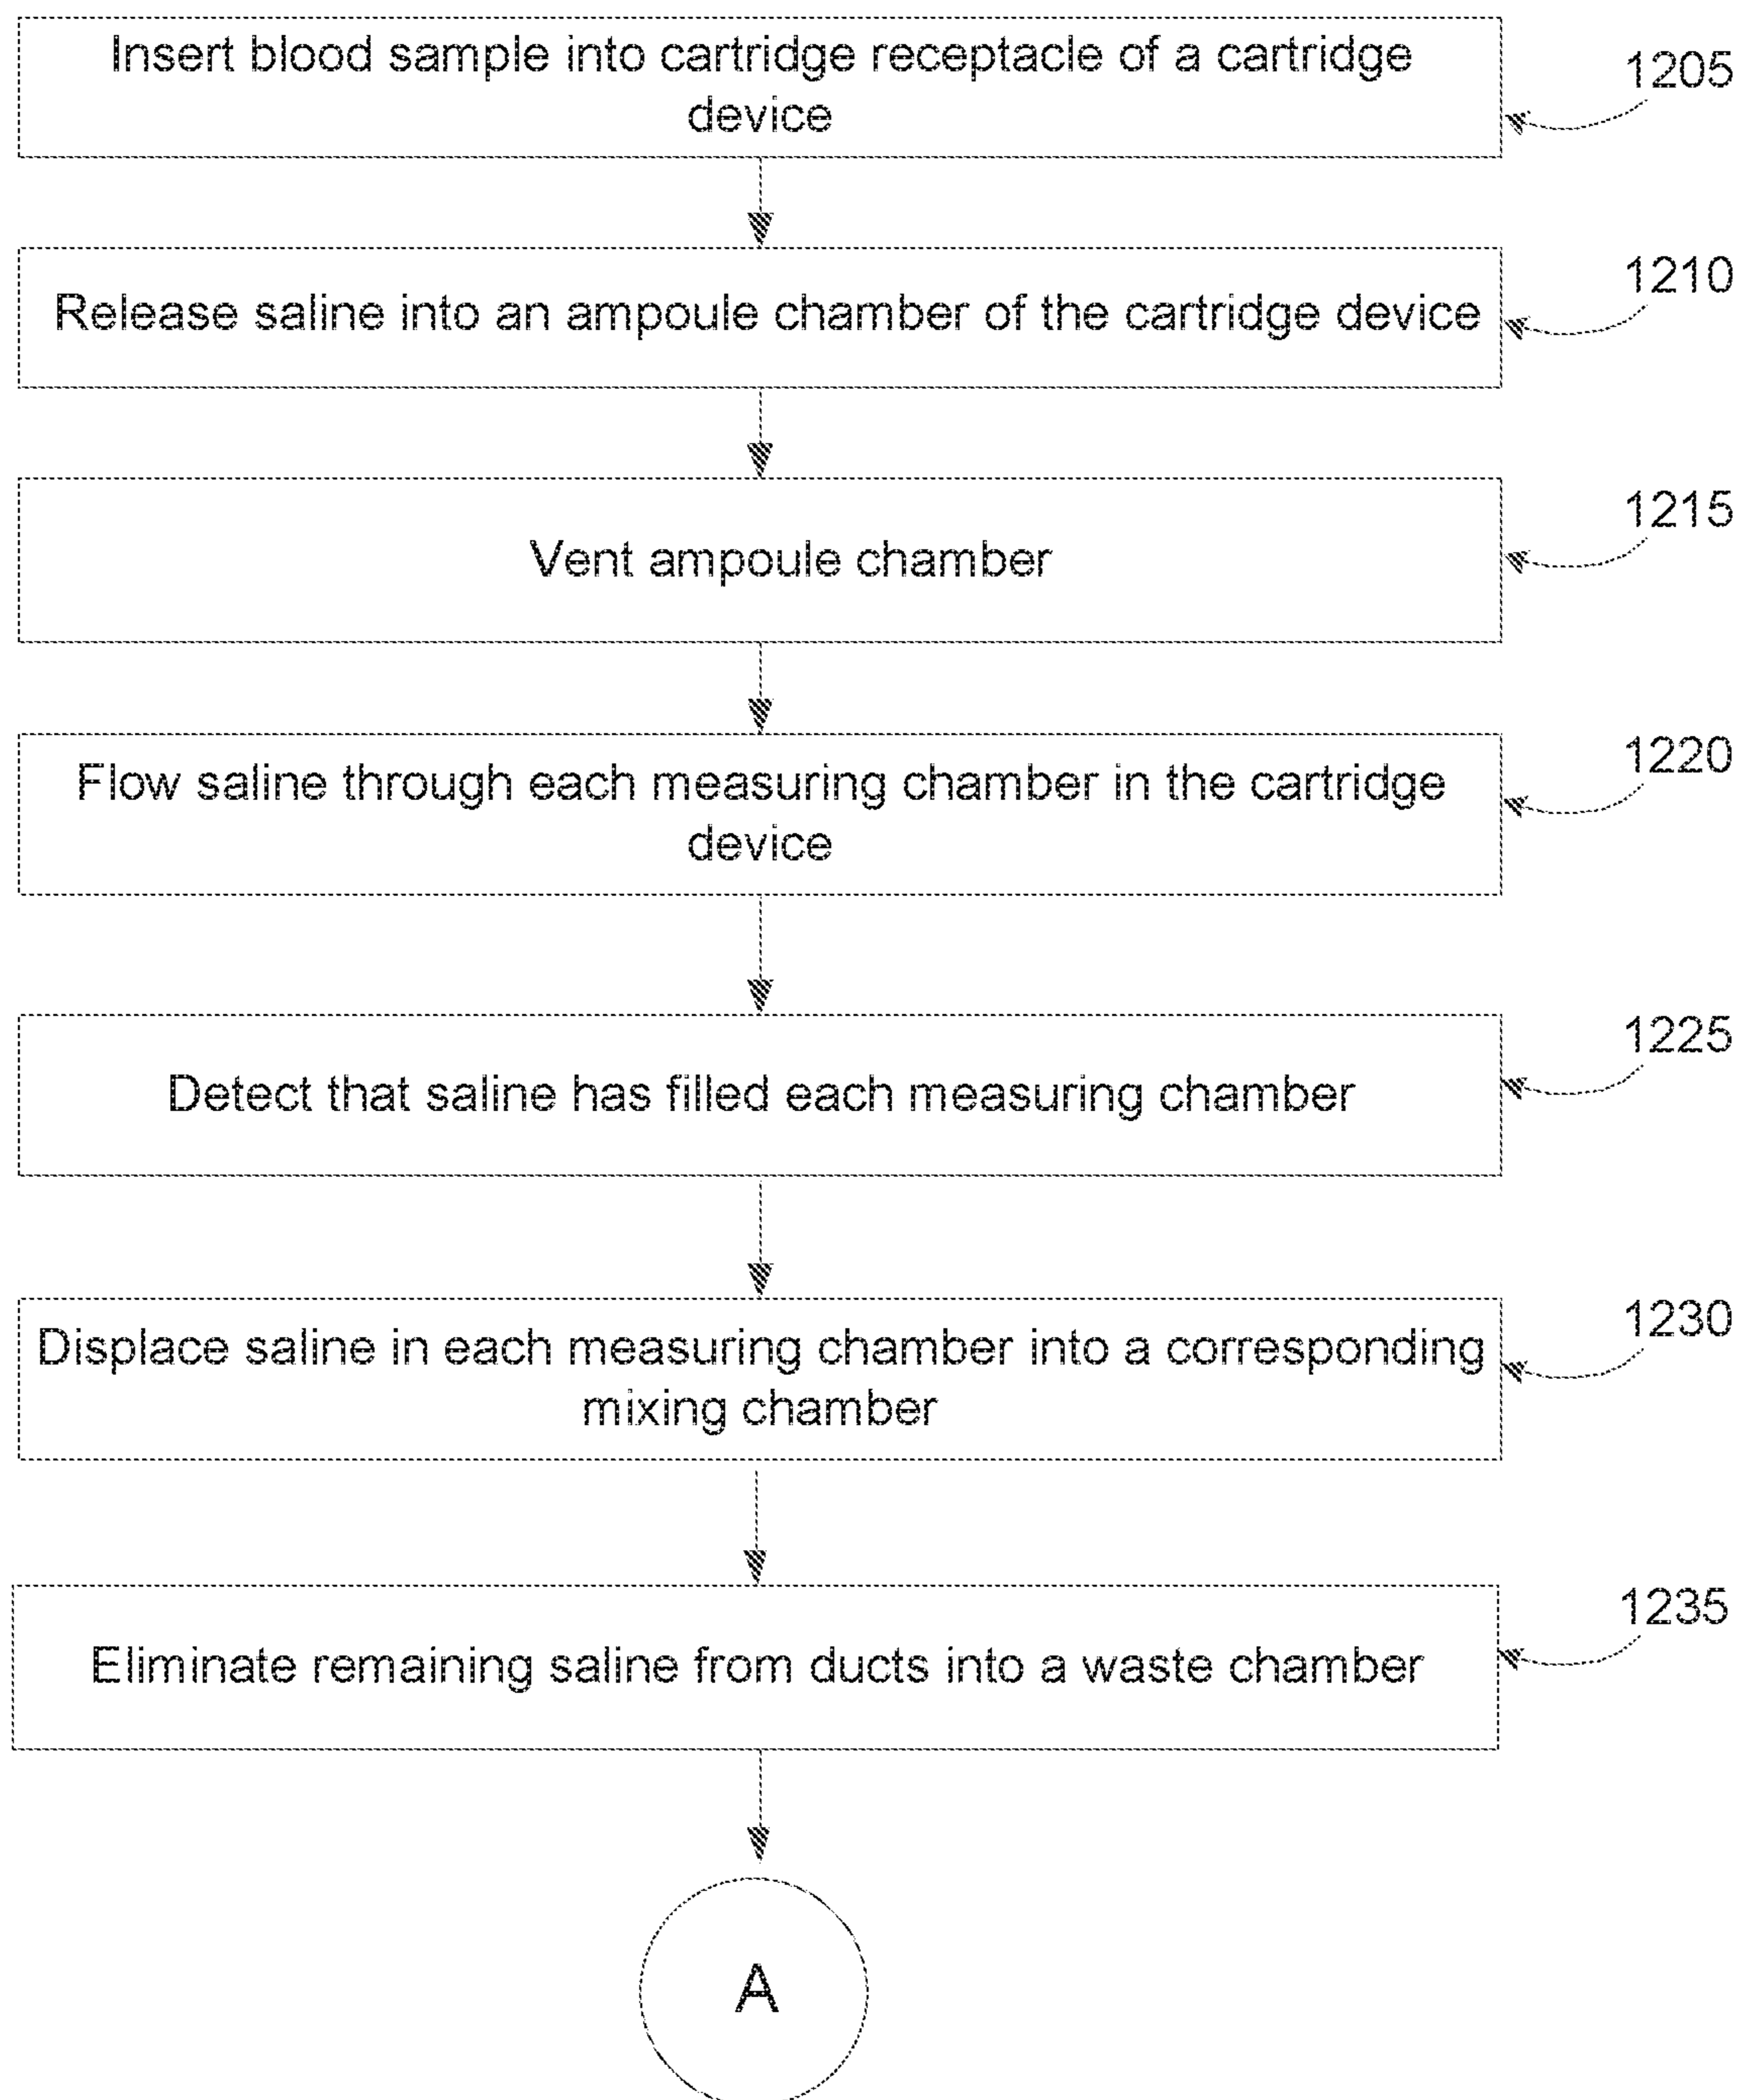 Insert blood sample into cartridge receptacle of a cartridge
device
1205
Release saline into an ampoule chamber of the cartridge device
1210
Vent ampoule chamber
1215
Flow saline through each measuring chamber in the cartridge
device
1220
Detect that saline has filled each measuring chamber
1225
Displace saline in each measuring chamber into a corresponding
mixing chamber
1230
Eliminate remaining saline from ducts into a waste chamber
1235
A